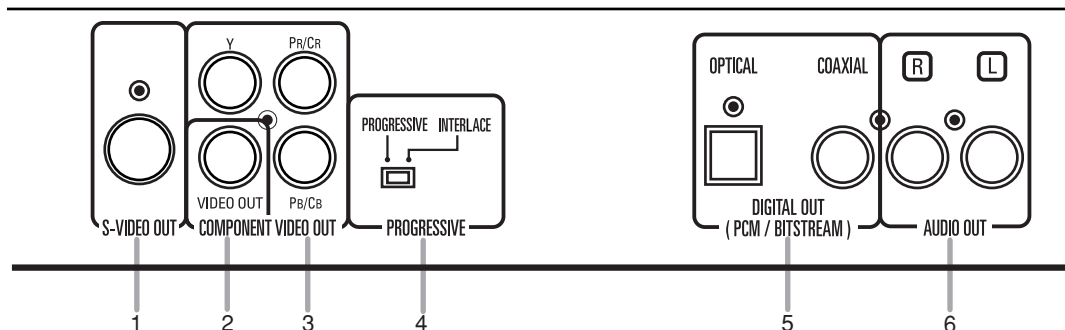 Y PR/CR
OPTICAL COAXIAL R L
PROGRESSIVE INTERLACE
VIDEO OUT PB/CB
S-VIDEO OUT COMPONENT VIDEO OUT PROGRESSIVE
DIGITAL OUT
( PCM / BITSTREAM ) AUDIO OUT
1 2 3 4 5 6